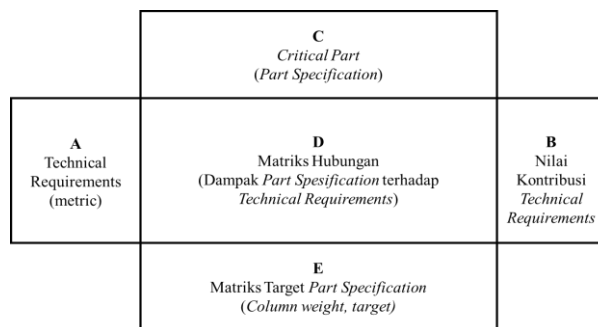 C
Critical Part
(Part Specification)
A
Technical
Requirements
(metric)
D
Matriks Hubungan
(Dampak Part Spesification terhadap
Technical Requirements)
B
Nilai
Kontribusi
Technical
Requirements
E
Matriks Target Part Specification
(Column weight, target)